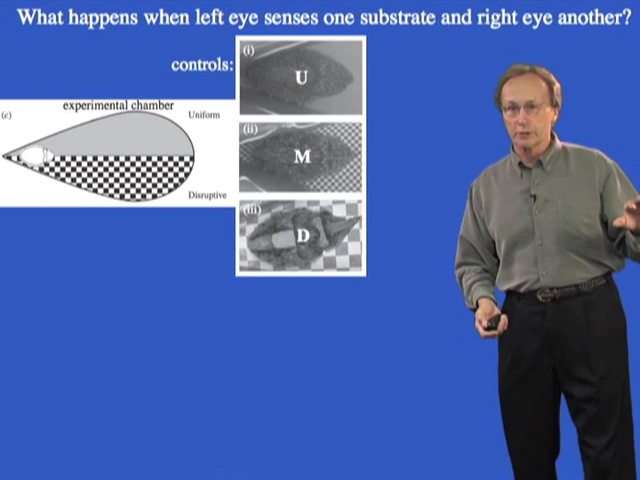 What happens when left eye senses one substrate and right eye another?
controls:
(i)
U
(ii)
M
(iii)
D
experimental chamber
(c)
Uniform
Disruptive